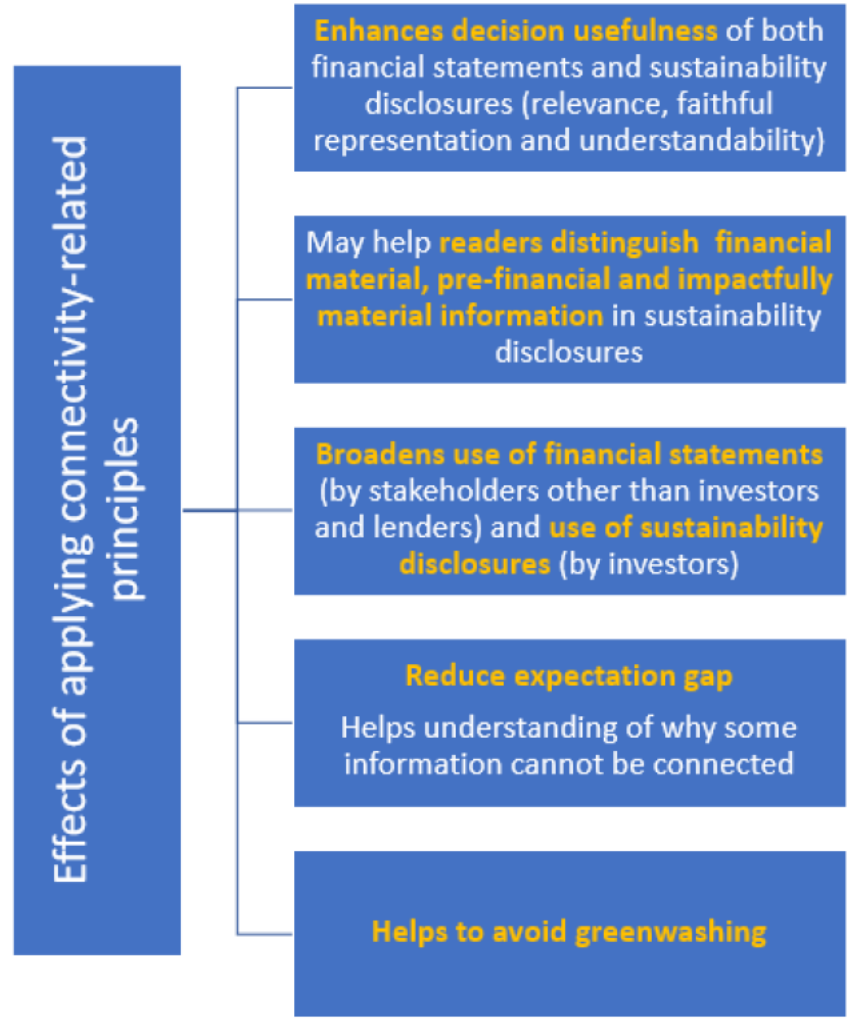 Effects of applying connectivity-related
principles
Enhances decision usefulness of both
financial statements and sustainability
disclosures (relevance, faithful
representation and understandability)
May help readers distinguish  financial
material, pre-financial and impactfully
material information in sustainability
disclosures
Broadens use of financial statements
(by stakeholders other than investors
and lenders) and use of sustainability
disclosures (by investors)
Reduce expectation gap
Helps understanding of why some
information cannot be connected
Helps to avoid greenwashing